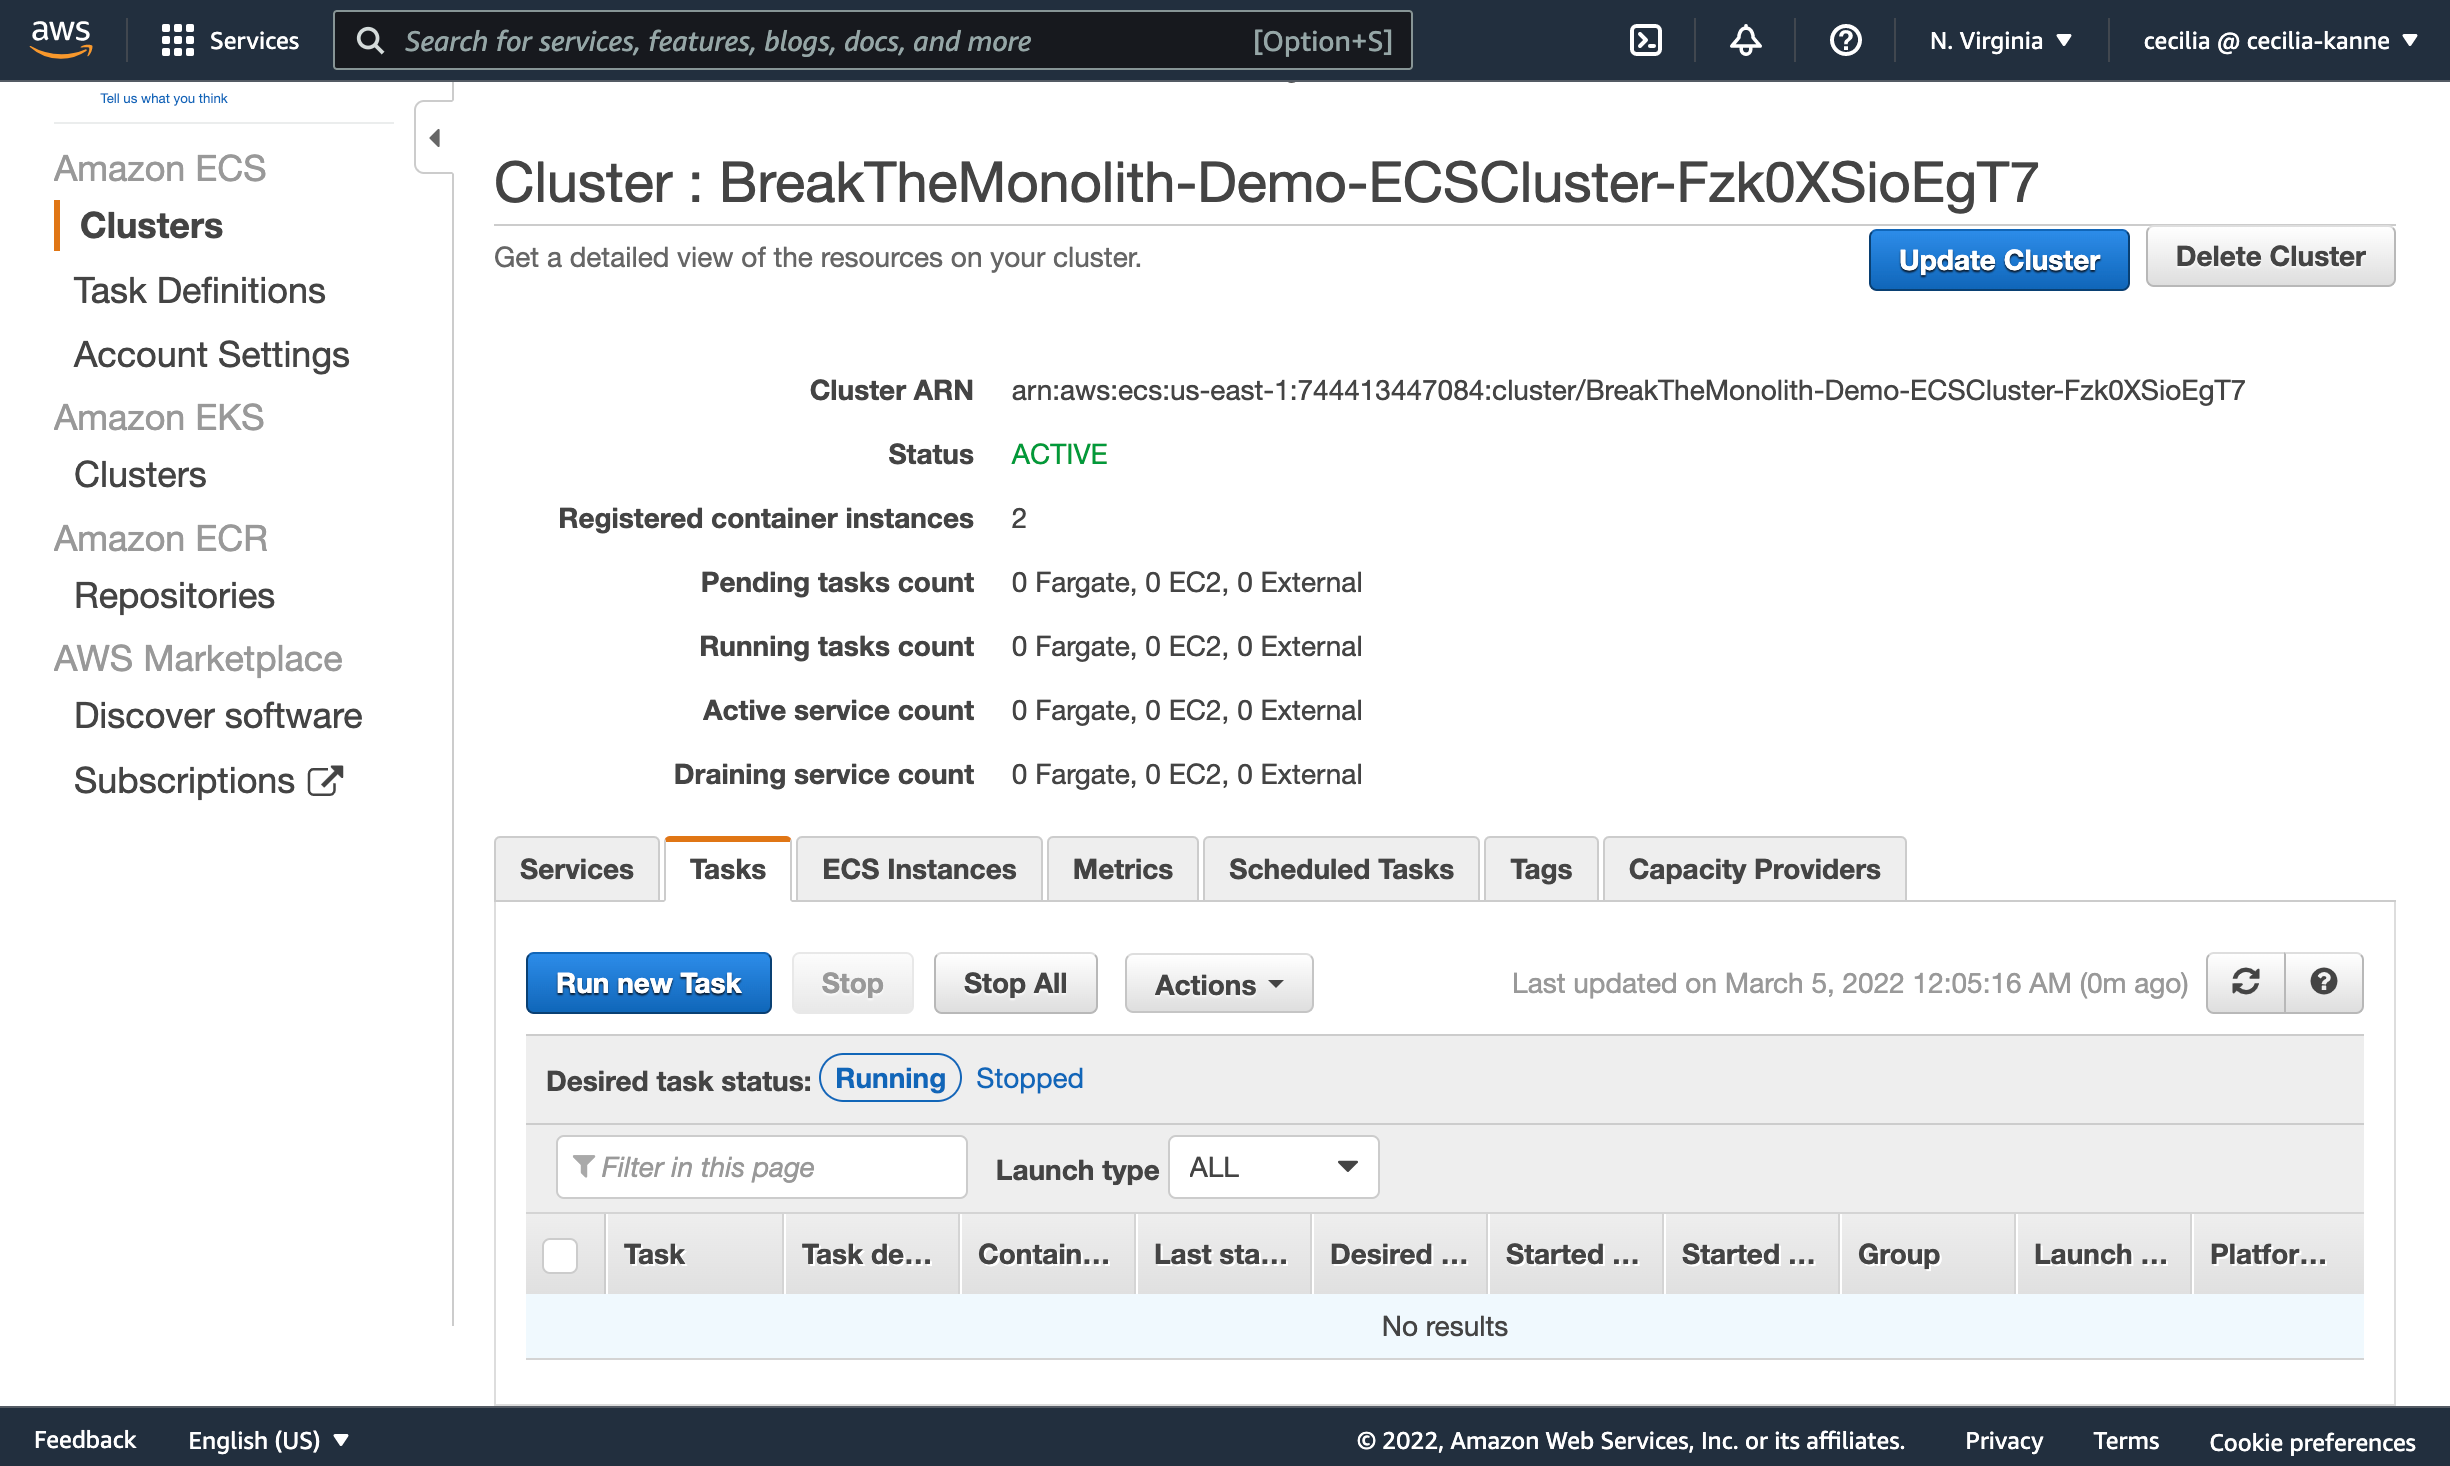 aws
Services
Search for services, features, blogs, docs, and more
[Option+S]
N. Virginia
cecilia @ cecilia-kanne
Tell us what you think
Amazon ECS
Clusters
Task Definitions
Account Settings
Amazon EKS
Clusters
Amazon ECR
Repositories
AWS Marketplace
Discover software
Subscriptions
Cluster : BreakTheMonolith-Demo-ECSCluster-Fzk0XSioEgT7
Get a detailed view of the resources on your cluster.
Update Cluster
Delete Cluster
Cluster ARN arn:aws:ecs:us-east-1:744413447084:cluster/BreakTheMonolith-Demo-ECSCluster-Fzk0XSioEgT7
Status ACTIVE
Registered container instances 2
Pending tasks count 0 Fargate, 0 EC2, 0 External
Running tasks count 0 Fargate, 0 EC2, 0 External
Active service count 0 Fargate, 0 EC2, 0 External
Draining service count 0 Fargate, 0 EC2, 0 External
Services Tasks ECS Instances Metrics Scheduled Tasks Tags Capacity Providers
Run new Task Stop Stop All Actions Last updated on March 5, 2022 12:05:16 AM (0m ago)
Desired task status: Running Stopped
Filter in this page Launch type ALL
Task Task de... Contain... Last sta... Desired ... Started ... Started ... Group Launch ... Platfor...
No results
Feedback English (US) © 2022, Amazon Web Services, Inc. or its affiliates. Privacy Terms Cookie preferences